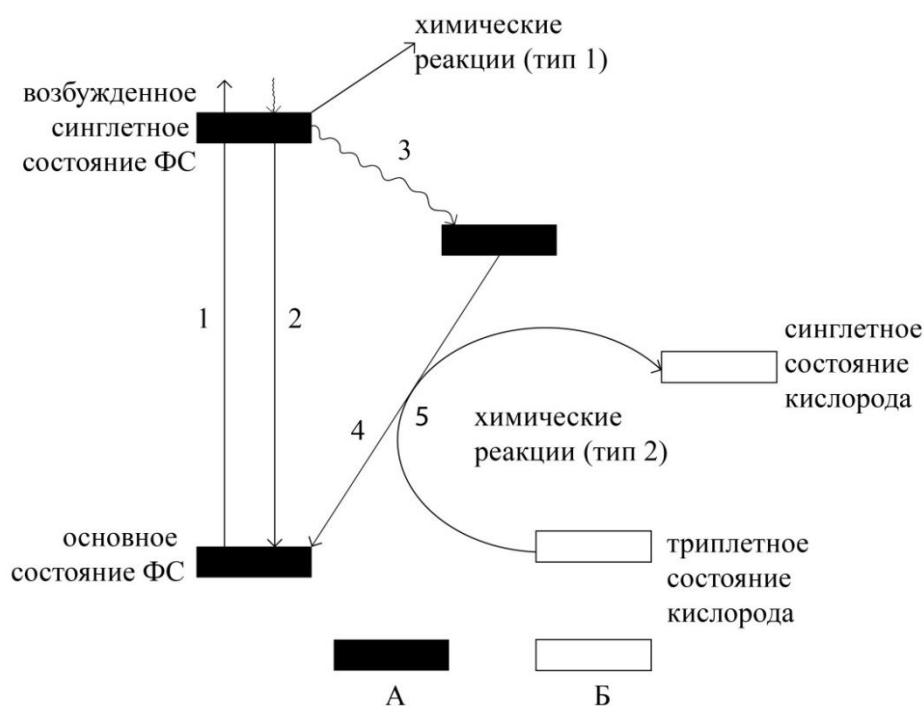 химические
реакции (тип 1)
возбужденное
синглетное
состояние ФС
3
1
2
синглетное
состояние
кислорода
4
5
химические
реакции (тип 2)
основное
состояние ФС
триплетное
состояние
кислорода
А
Б